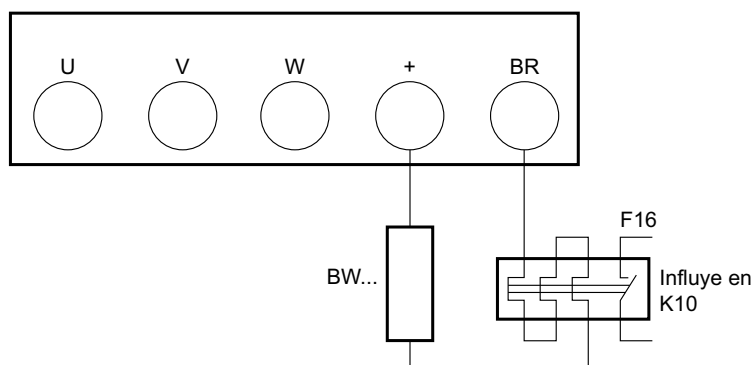 U
V
W
+
BR
F16
BW...
Influye en
K10